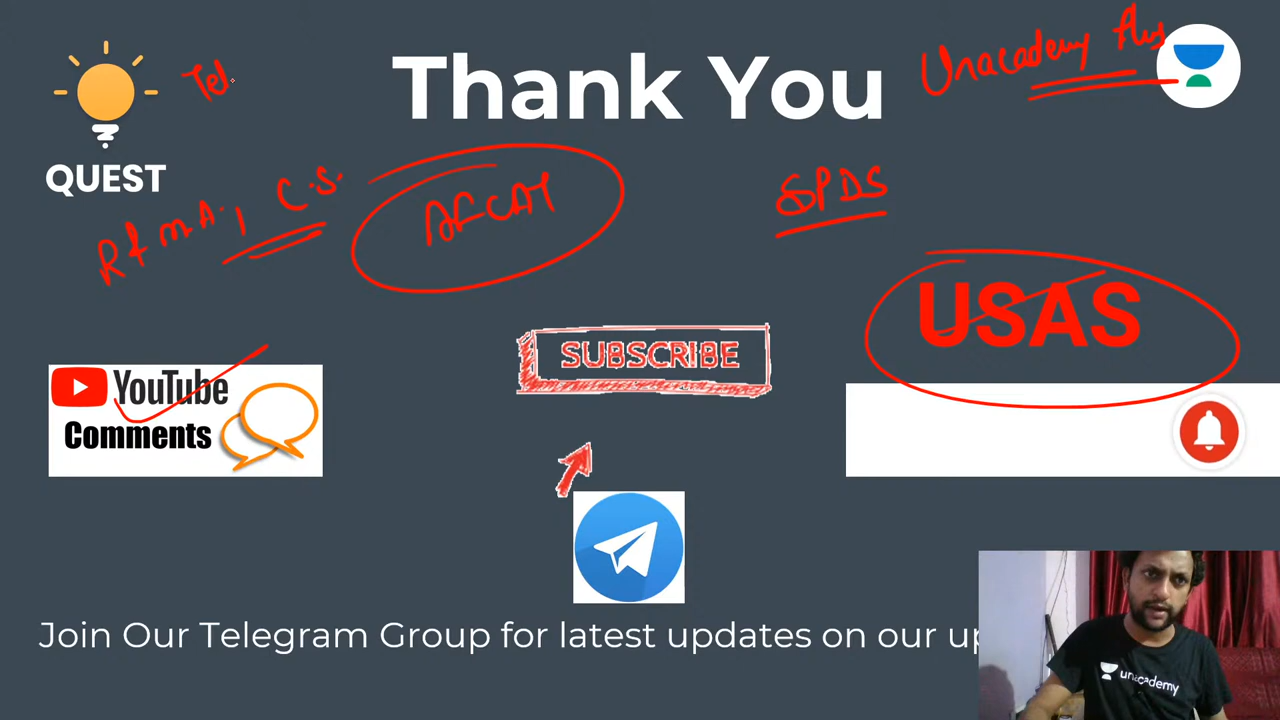 Tel.
Thank You
Unacademy Plus
QUEST
R & M A., C.S.
AFCAT
SPDS
USAS
SUBSCRIBE
YouTube
Comments
Join Our Telegram Group for latest updates on our up
unacademy